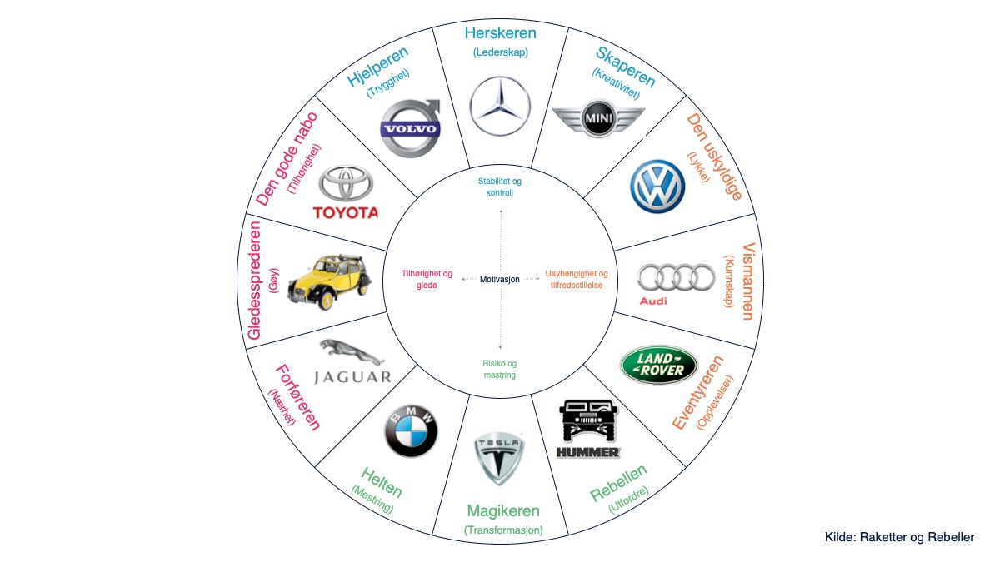 Herskeren
(Lederskap)
Skaperen
(Kreativitet)
MINI
Den uskyldige
(Lykke)
Vismannen
(Kunnskap)
Audi
Eventyreren
(Opplevelser)
LAND-
-ROVER
Rebellen
(Utfordre)
HUMMER
Magikeren
(Transformasjon)
TESLA
Helten
(Mestring)
BMW
Forføreren
(Nærhet)
JAGUAR
Gledessprederen
(Gøy)
Den gode nabo
(Tilhørighet)
TOYOTA
Hjelperen
(Trygghet)
VOLVO
Stabilitet og
kontroll
Tilhørighet og
glede
Motivasjon
Uavhengighet og
tilfredsstillelse
Risiko og
mestring
Kilde: Raketter og Rebeller